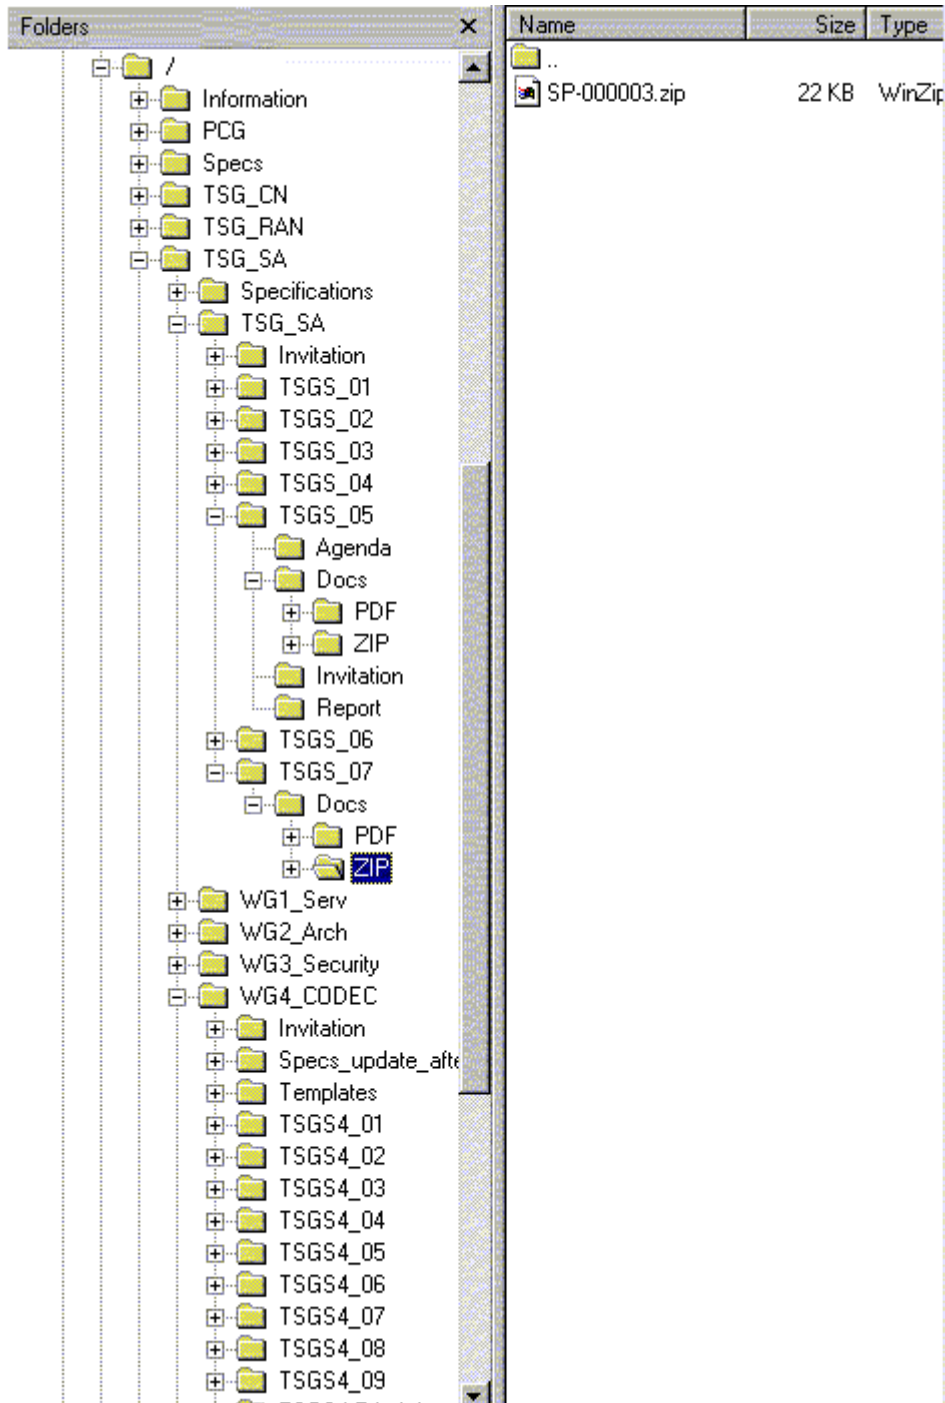 Folders
/
Information
PCG
Specs
TSG_CN
TSG_RAN
TSG_SA
Specifications
TSG_SA
Invitation
TSGS_01
TSGS_02
TSGS_03
TSGS_04
TSGS_05
Agenda
Docs
PDF
ZIP
Invitation
Report
TSGS_06
TSGS_07
Docs
PDF
ZIP
WG1_Serv
WG2_Arch
WG3_Security
WG4_CODEC
Invitation
Specs_update_afte
Templates
TSGS4_01
TSGS4_02
TSGS4_03
TSGS4_04
TSGS4_05
TSGS4_06
TSGS4_07
TSGS4_08
TSGS4_09
Name Size Type
..
SP-000003.zip 22 KB WinZip